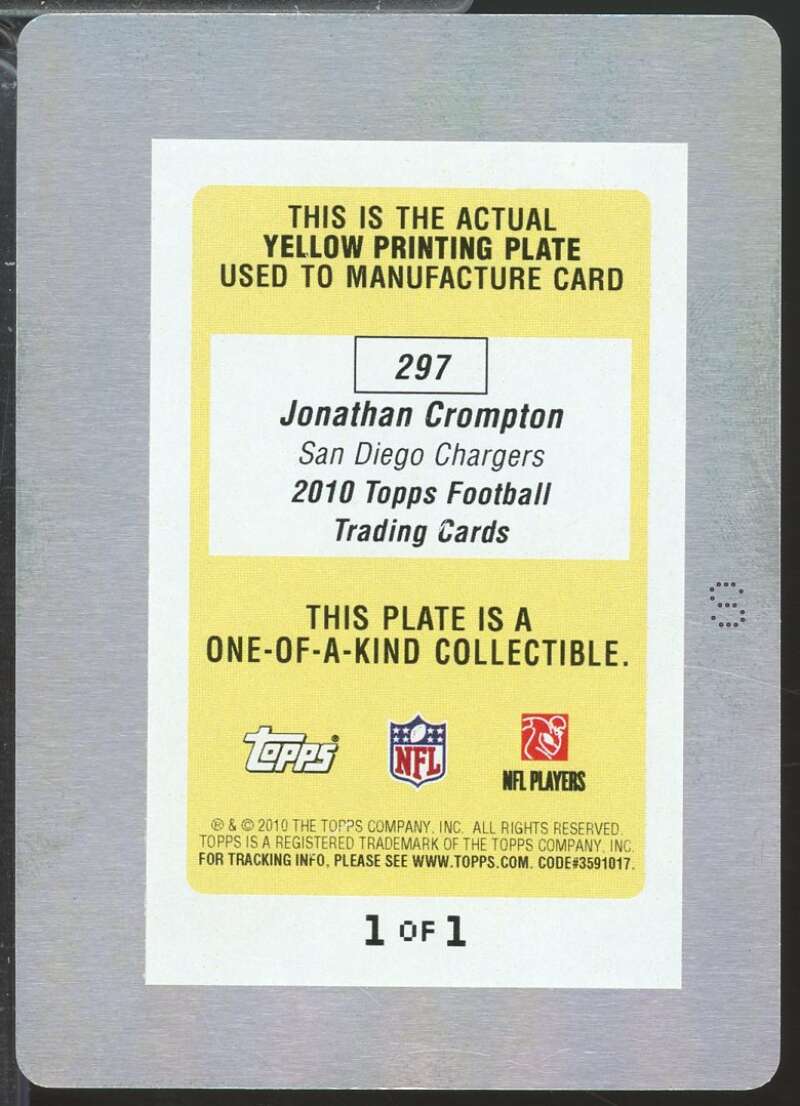 THIS IS THE ACTUAL
YELLOW PRINTING PLATE
USED TO MANUFACTURE CARD
297
Jonathan Crompton
San Diego Chargers
2010 Topps Football
Trading Cards
THIS PLATE IS A
ONE-OF-A-KIND COLLECTIBLE.
Topps®
NFL
NFL PLAYERS
® & © 2010 THE TOPPS COMPANY, INC. ALL RIGHTS RESERVED.
TOPPS IS A REGISTERED TRADEMARK OF THE TOPPS COMPANY, INC.
FOR TRACKING INFO, PLEASE SEE WWW.TOPPS.COM. CODE#3591017.
1 OF 1
S